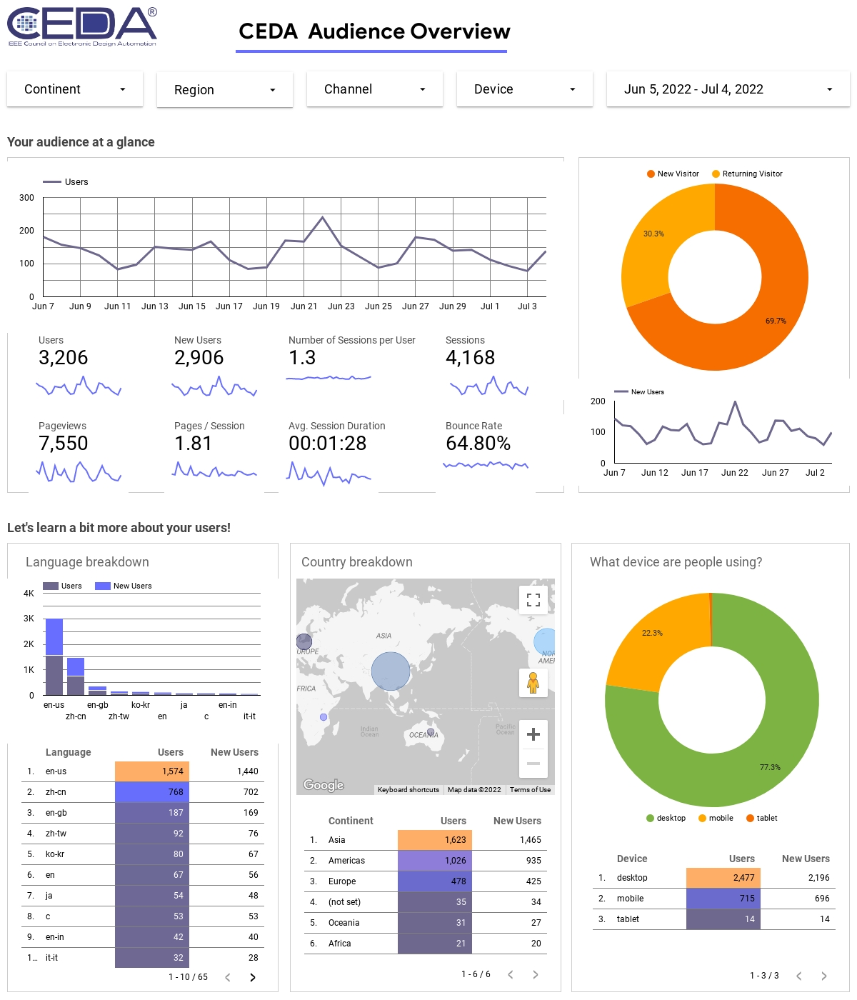 CEDA®
IEEE Council on Electronic Design Automation
CEDA Audience Overview
Continent
Region
Channel
Device
Jun 5, 2022 - Jul 4, 2022
Your audience at a glance
Users
300
200
100
0
Jun 7 Jun 9 Jun 11 Jun 13 Jun 15 Jun 17 Jun 19 Jun 21 Jun 23 Jun 25 Jun 27 Jun 29 Jul 1 Jul 3
Users New Users Number of Sessions per User Sessions
3,206 2,906 1.3 4,168
Pageviews Pages / Session Avg. Session Duration Bounce Rate
7,550 1.81 00:01:28 64.80%
New Visitor Returning Visitor
30.3%
69.7%
New Users
200
100
0
Jun 7 Jun 12 Jun 17 Jun 22 Jun 27 Jul 2
Let's learn a bit more about your users!
Language breakdown
Users New Users
4K
3K
2K
1K
0
en-us en-gb ko-kr ja en-in
zh-cn zh-tw en c it-it
Language Users New Users
1. en-us 1,574 1,440
2. zh-cn 768 702
3. en-gb 187 169
4. zh-tw 92 76
5. ko-kr 80 67
6. en 67 56
7. ja 54 48
8. c 53 53
9. en-in 42 40
1... it-it 32 28
1 - 10 / 65
Country breakdown
ASIA
UROPE
NOR
AMER
FRICA
Indian
Ocean
OCEANIA
Pacific
Ocean
Google
Keyboard shortcuts Map data ©2022 Terms of Use
Continent Users New Users
1. Asia 1,623 1,465
2. Americas 1,026 935
3. Europe 478 425
4. (not set) 35 34
5. Oceania 31 27
6. Africa 21 20
1 - 6 / 6
What device are people using?
22.3%
77.3%
desktop mobile tablet
Device Users New Users
1. desktop 2,477 2,196
2. mobile 715 696
3. tablet 14 14
1 - 3 / 3